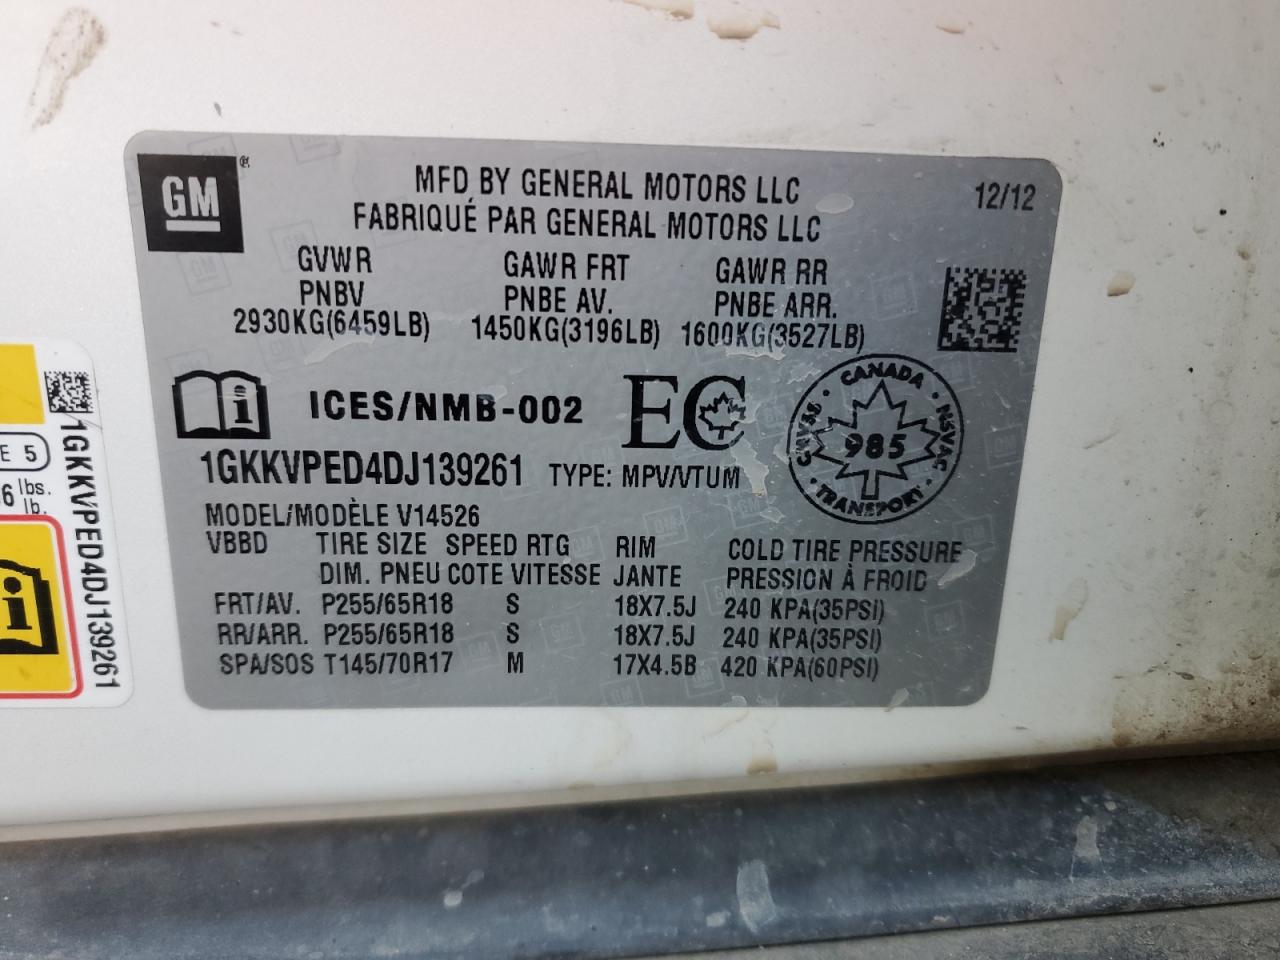 GM
MFD BY GENERAL MOTORS LLC 12/12
FABRIQUÉ PAR GENERAL MOTORS LLC
GVWR GAWR FRT GAWR RR
PNBV PNBE AV. PNBE ARR.
2930KG(6459LB) 1450KG(3196LB) 1600KG(3527LB)
i ICES/NMB-002 EC
CANADA
CMVSS 985 NSVAC
TRANSPORT
1GKKVPED4DJ139261 TYPE: MPV/VTUM
MODEL/MODÈLE V14526
VBBD TIRE SIZE SPEED RTG RIM COLD TIRE PRESSURE
DIM. PNEU COTE VITESSE JANTE PRESSION À FROID
FRT/AV. P255/65R18 S 18X7.5J 240 KPA(35PSI)
RR/ARR. P255/65R18 S 18X7.5J 240 KPA(35PSI)
SPA/SOS T145/70R17 M 17X4.5B 420 KPA(60PSI)
E 5
6 lbs.
lb.
i
1GKKVPED4DJ139261